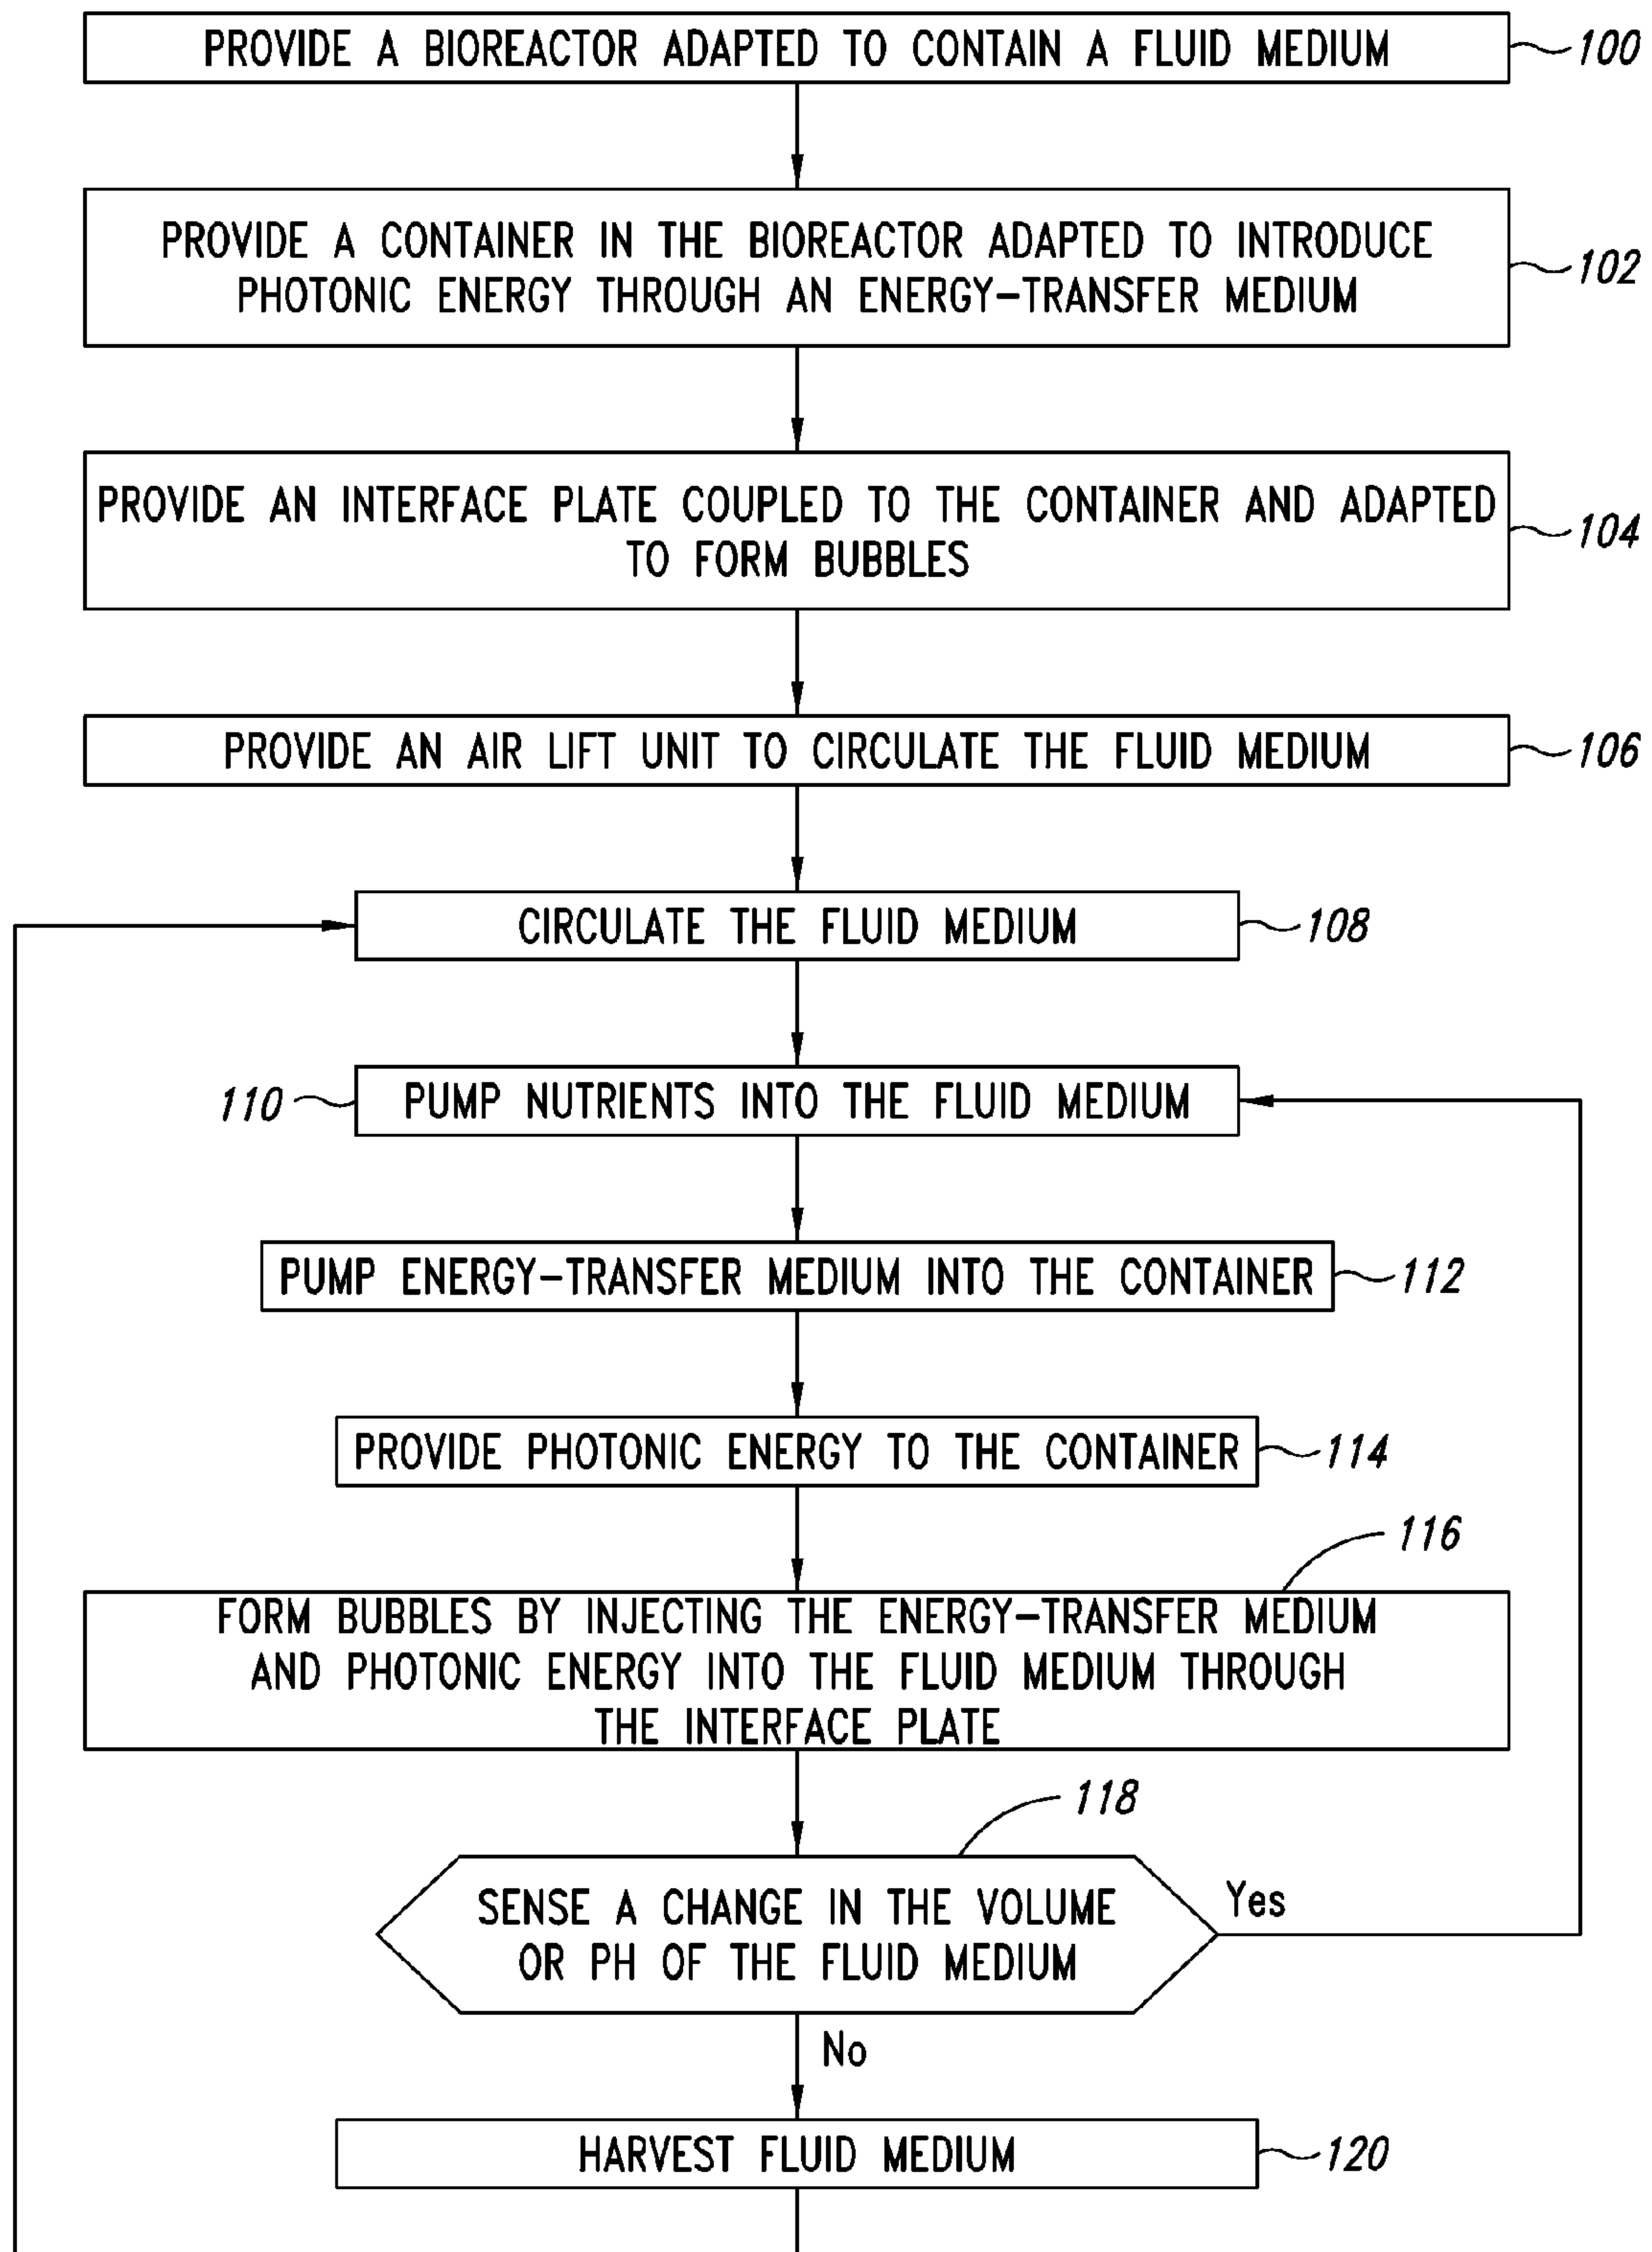 PROVIDE A BIOREACTOR ADAPTED TO CONTAIN A FLUID MEDIUM
100
PROVIDE A CONTAINER IN THE BIOREACTOR ADAPTED TO INTRODUCE
PHOTONIC ENERGY THROUGH AN ENERGY-TRANSFER MEDIUM
102
PROVIDE AN INTERFACE PLATE COUPLED TO THE CONTAINER AND ADAPTED
TO FORM BUBBLES
104
PROVIDE AN AIR LIFT UNIT TO CIRCULATE THE FLUID MEDIUM
106
CIRCULATE THE FLUID MEDIUM
108
110
PUMP NUTRIENTS INTO THE FLUID MEDIUM
PUMP ENERGY-TRANSFER MEDIUM INTO THE CONTAINER
112
PROVIDE PHOTONIC ENERGY TO THE CONTAINER
114
116
FORM BUBBLES BY INJECTING THE ENERGY-TRANSFER MEDIUM
AND PHOTONIC ENERGY INTO THE FLUID MEDIUM THROUGH
THE INTERFACE PLATE
118
SENSE A CHANGE IN THE VOLUME
OR PH OF THE FLUID MEDIUM
Yes
No
HARVEST FLUID MEDIUM
120